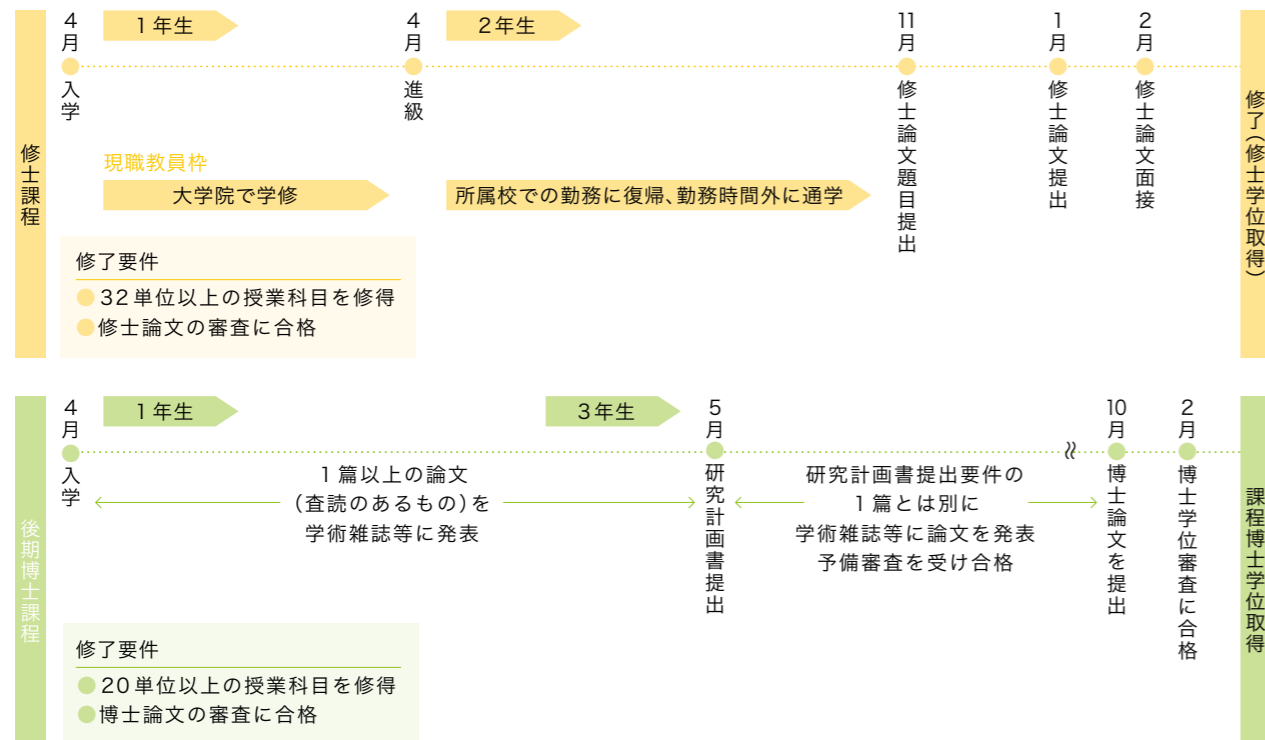 修士課程
4月
入学
1年生
4月
進級
2年生
11月
修士論文題目提出
1月
修士論文提出
2月
修士論文面接
修了(修士学位取得)
現職教員枠
大学院で学修
所属校での勤務に復帰、勤務時間外に通学
修了要件
●32単位以上の授業科目を修得
●修士論文の審査に合格
後期博士課程
4月
入学
1年生
3年生
5月
研究計画書提出
10月
博士論文を提出
2月
博士学位審査に合格
課程博士学位取得
1篇以上の論文
(査読のあるもの)を
学術雑誌等に発表
研究計画書提出要件の
1篇とは別に
学術雑誌等に論文を発表
予備審査を受け合格
修了要件
●20単位以上の授業科目を修得
●博士論文の審査に合格